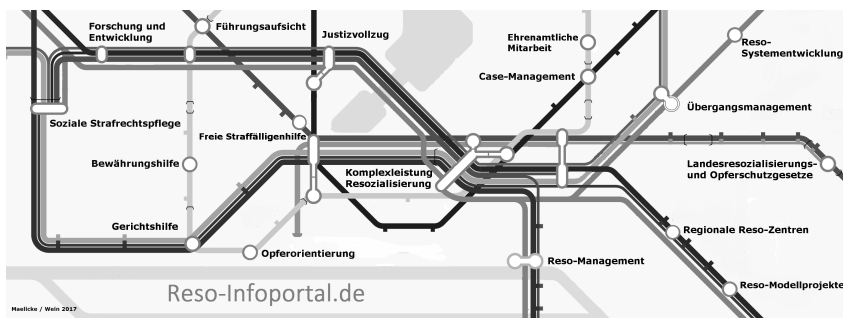 Forschung und
Entwicklung
Führungsaufsicht
Justizvollzug
Ehrenamtliche
Mitarbeit
Reso-
Systementwicklung
Case-Management
Übergangsmanagement
Soziale Strafrechtspflege
Freie Straffälligenhilfe
Bewährungshilfe
Komplexleistung
Resozialisierung
Landesresozialisierungs-
und Opferschutzgesetze
Gerichtshilfe
Regionale Reso-Zentren
Opferorientierung
Reso-Management
Reso-Modellprojekte
Reso-Infoportal.de
Maelicke / Wein 2017